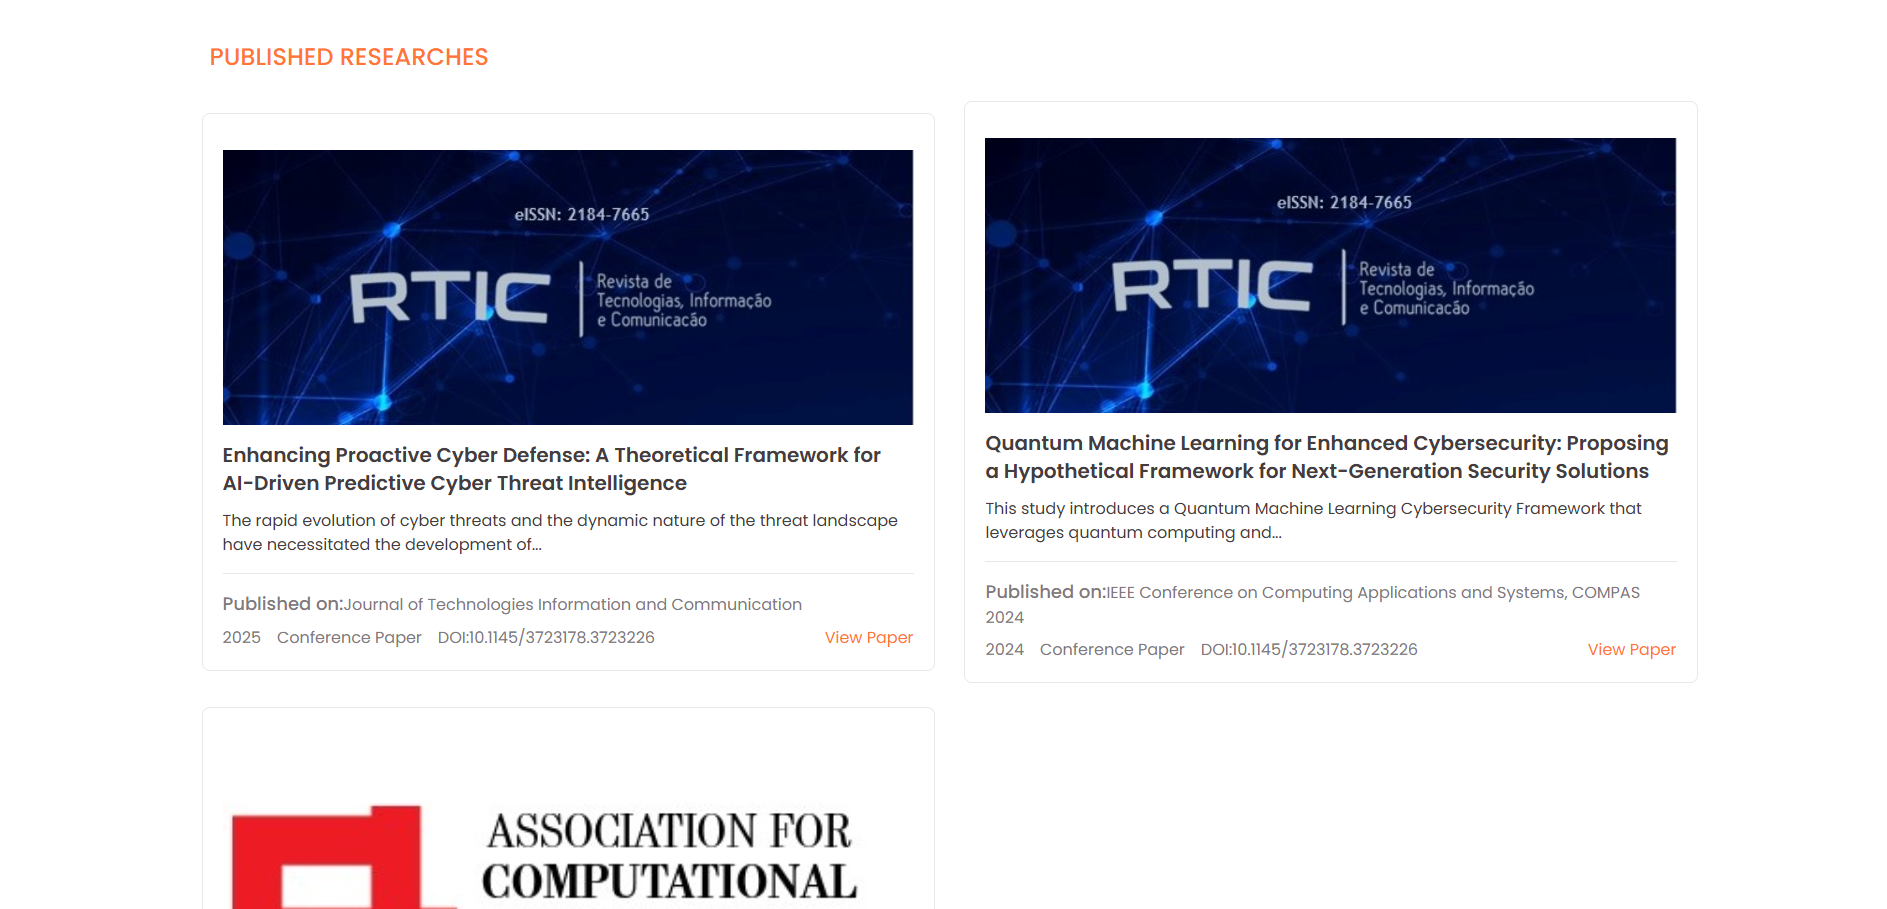 PUBLISHED RESEARCHES
eISSN: 2184-7665
RTIC
Revista de
Tecnologias, Informação
e Comunicacão
Enhancing Proactive Cyber Defense: A Theoretical Framework for
AI-Driven Predictive Cyber Threat Intelligence
The rapid evolution of cyber threats and the dynamic nature of the threat landscape
have necessitated the development of...
Published on:Journal of Technologies Information and Communication
2025 Conference Paper DOI:10.1145/3723178.3723226 View Paper
eISSN: 2184-7665
RTIC
Revista de
Tecnologias, Informação
e Comunicacão
Quantum Machine Learning for Enhanced Cybersecurity: Proposing
a Hypothetical Framework for Next-Generation Security Solutions
This study introduces a Quantum Machine Learning Cybersecurity Framework that
leverages quantum computing and...
Published on:IEEE Conference on Computing Applications and Systems, COMPAS
2024
2024 Conference Paper DOI:10.1145/3723178.3723226 View Paper
ASSOCIATION FOR
COMPUTATIONAL